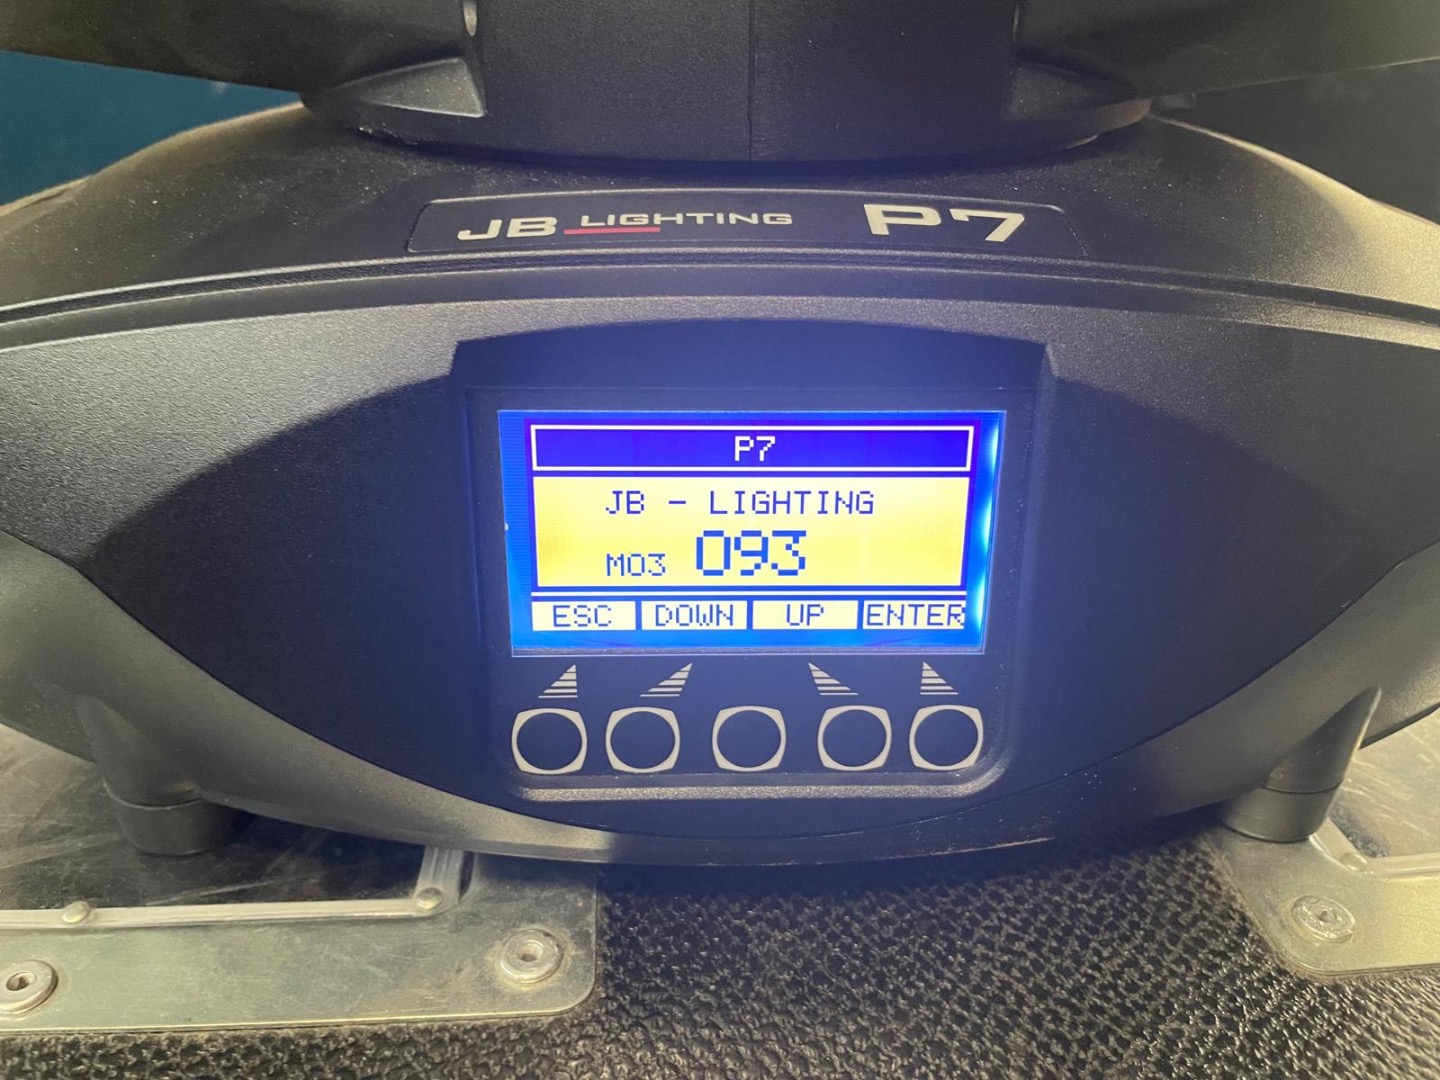 JB LIGHTING P7
P7
JB - LIGHTING
M03 093
ESC DOWN UP ENTER